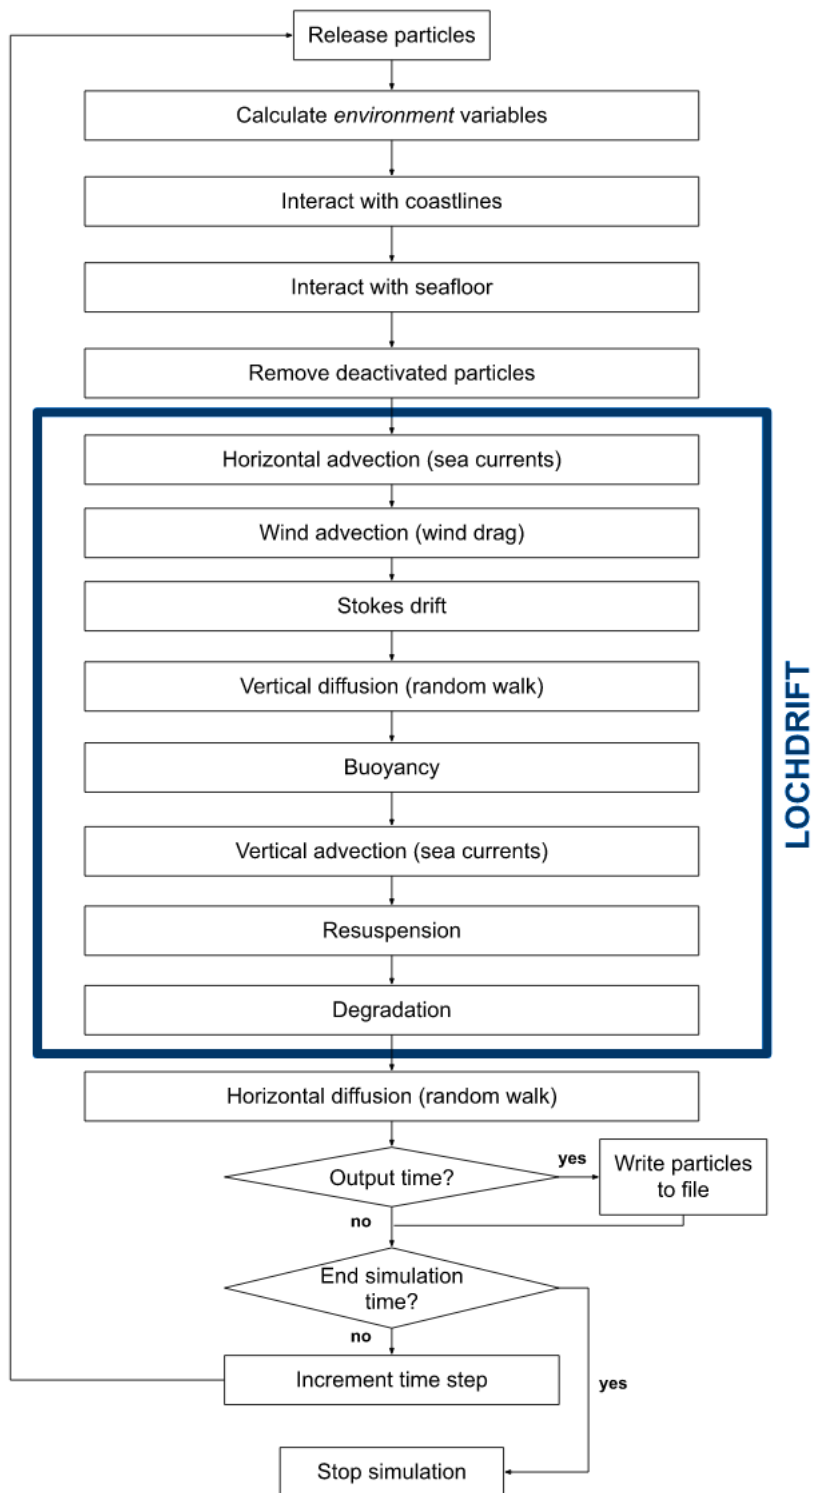 Release particles
Calculate environment variables
Interact with coastlines
Interact with seafloor
Remove deactivated particles
Horizontal advection (sea currents)
Wind advection (wind drag)
Stokes drift
Vertical diffusion (random walk)
Buoyancy
Vertical advection (sea currents)
Resuspension
Degradation
LOCHDRIFT
Horizontal diffusion (random walk)
Output time?
yes
Write particles
to file
no
End simulation
time?
no
yes
Increment time step
Stop simulation